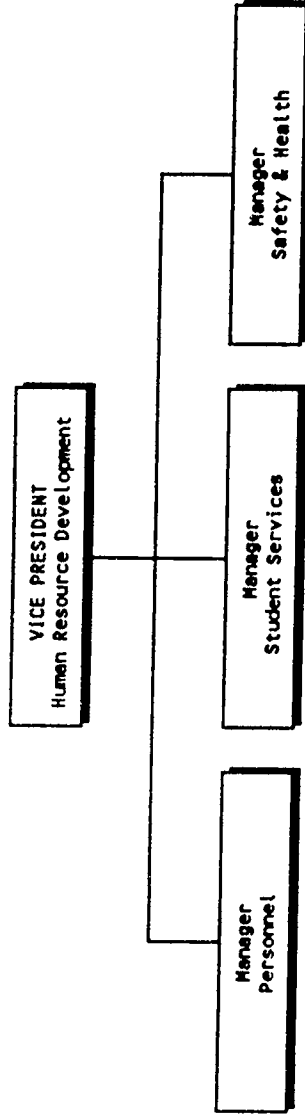 VICE PRESIDENT
Human Resource Development
Manager
Personnel
Manager
Student Services
Manager
Safety & Health